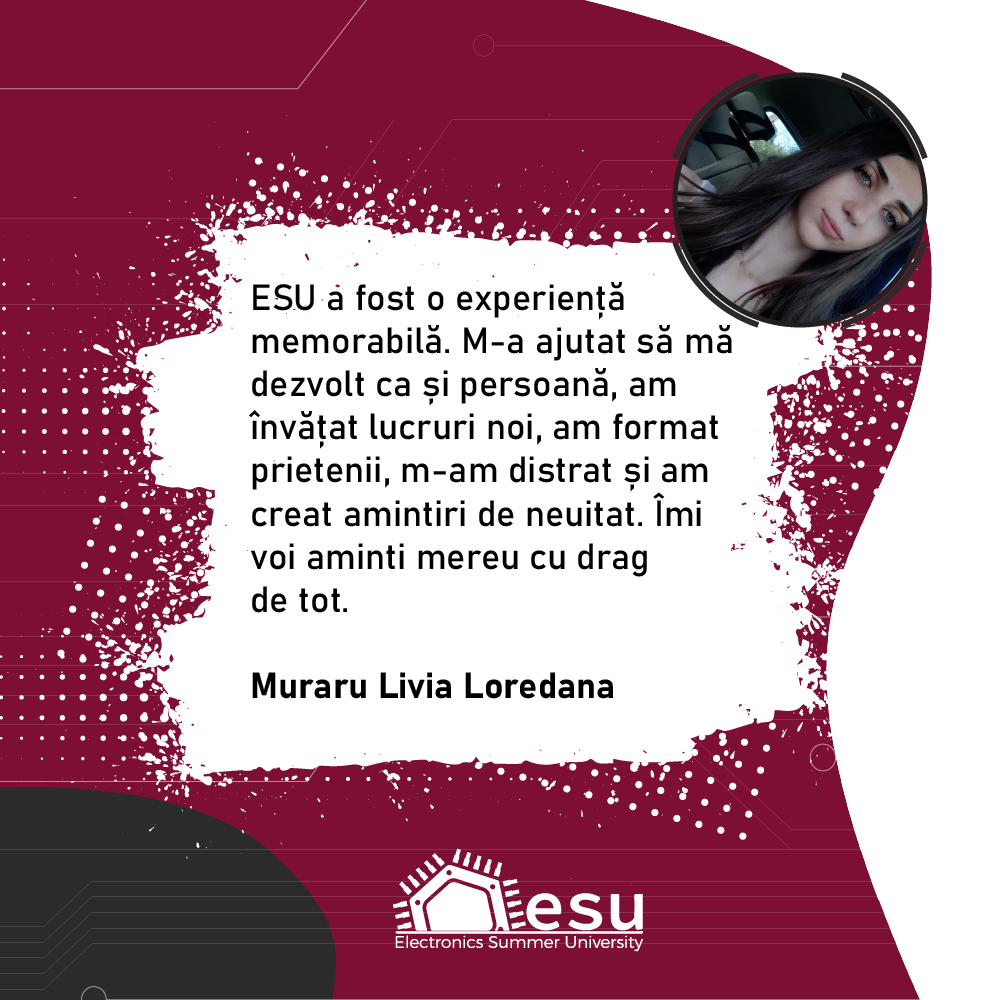 ESU a fost o experiență
memorabilă. M-a ajutat să mă
dezvolt ca și persoană, am
învățat lucruri noi, am format
prietenii, m-am distrat și am
creat amintiri de neuitat. Îmi
voi aminti mereu cu drag
de tot.
Muraru Livia Loredana
esu
Electronics Summer University